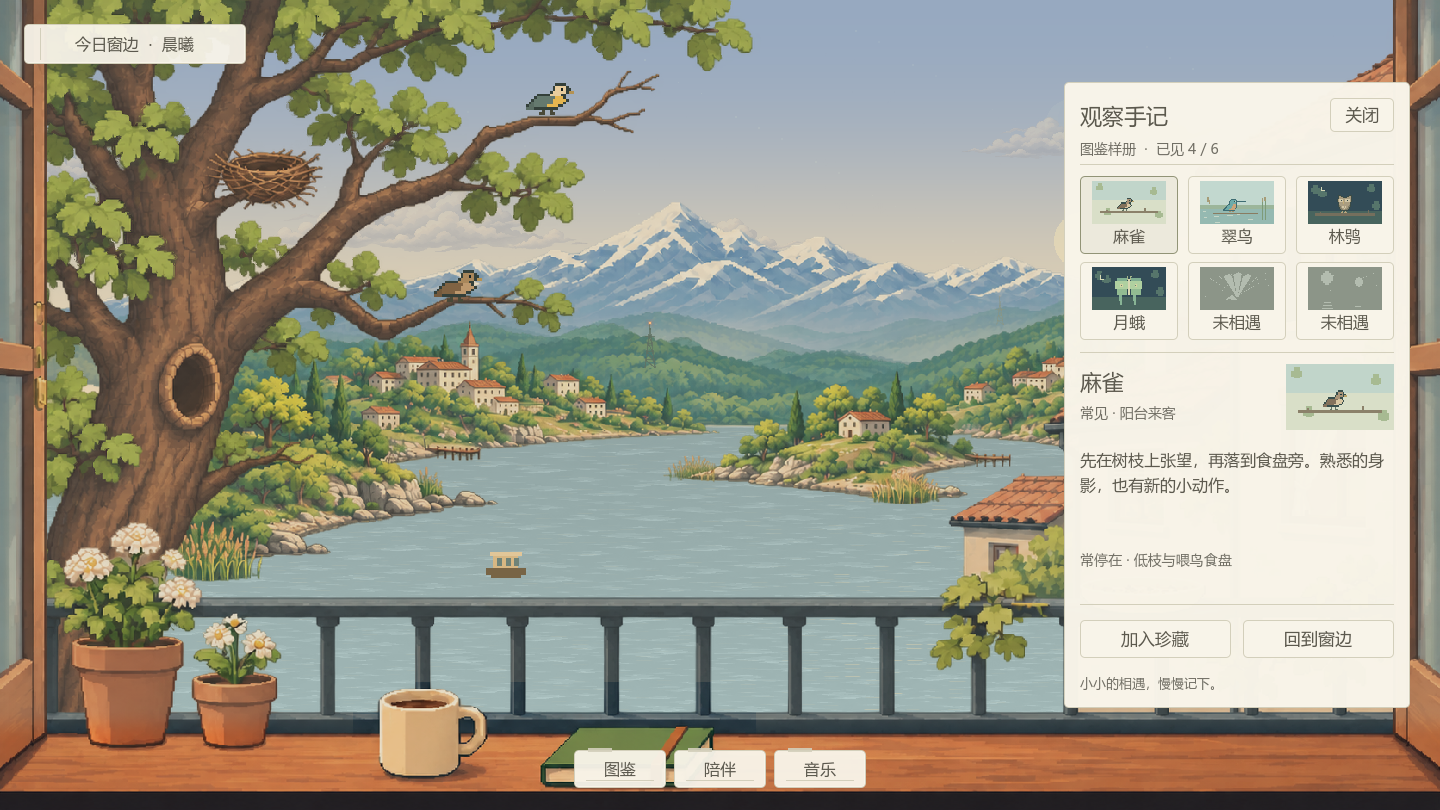 今日窗边 · 晨曦
观察手记
关闭
图鉴样册 · 已见 4 / 6
麻雀
翠鸟
林鸮
月蛾
未相遇
未相遇
麻雀
常见 · 阳台来客
先在树枝上张望，再落到食盘旁。熟悉的身
影，也有新的小动作。
常停在 · 低枝与喂鸟食盘
加入珍藏
回到窗边
小小的相遇，慢慢记下。
图鉴
陪伴
音乐